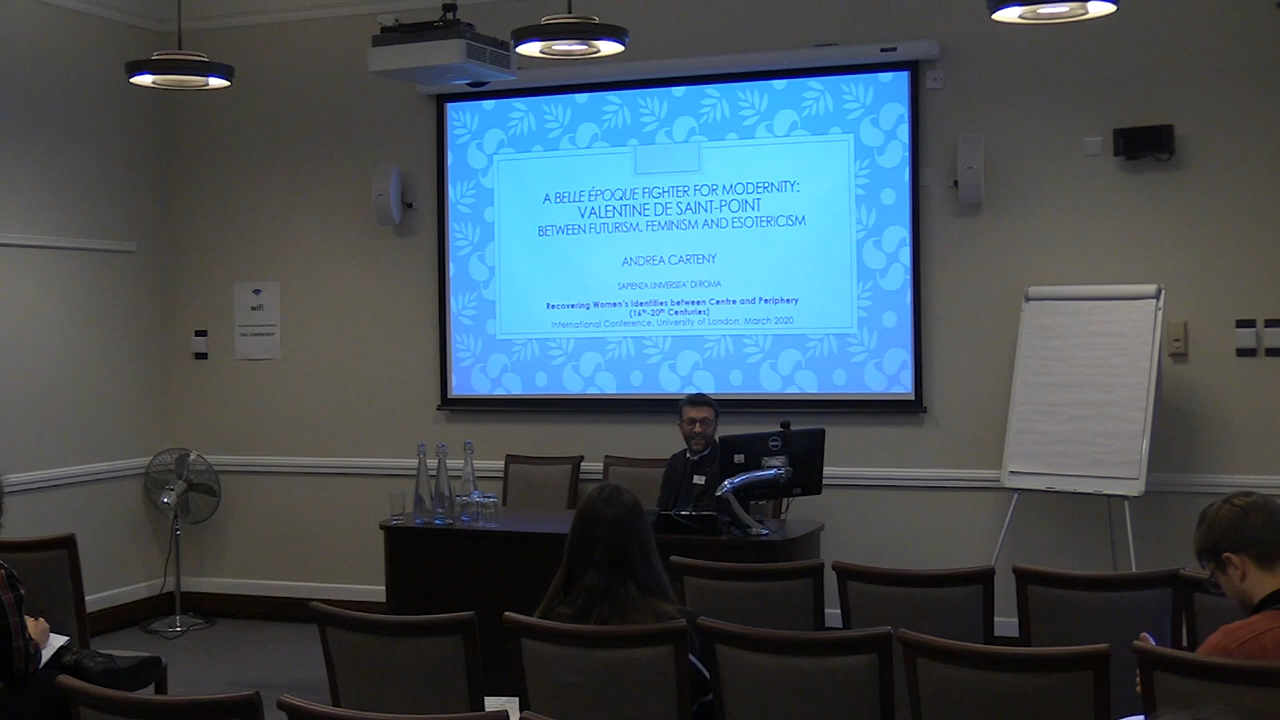 A BELLE ÉPOQUE FIGHTER FOR MODERNITY:
VALENTINE DE SAINT-POINT
BETWEEN FUTURISM, FEMINISM AND ESOTERICISM
ANDREA CARTENY
SAPIENZA UNIVERSITA' DI ROMA
Recovering Women's Identities between Centre and Periphery
(16th-20th Centuries)
International Conference, University of London, March 2020
wifi
DELL